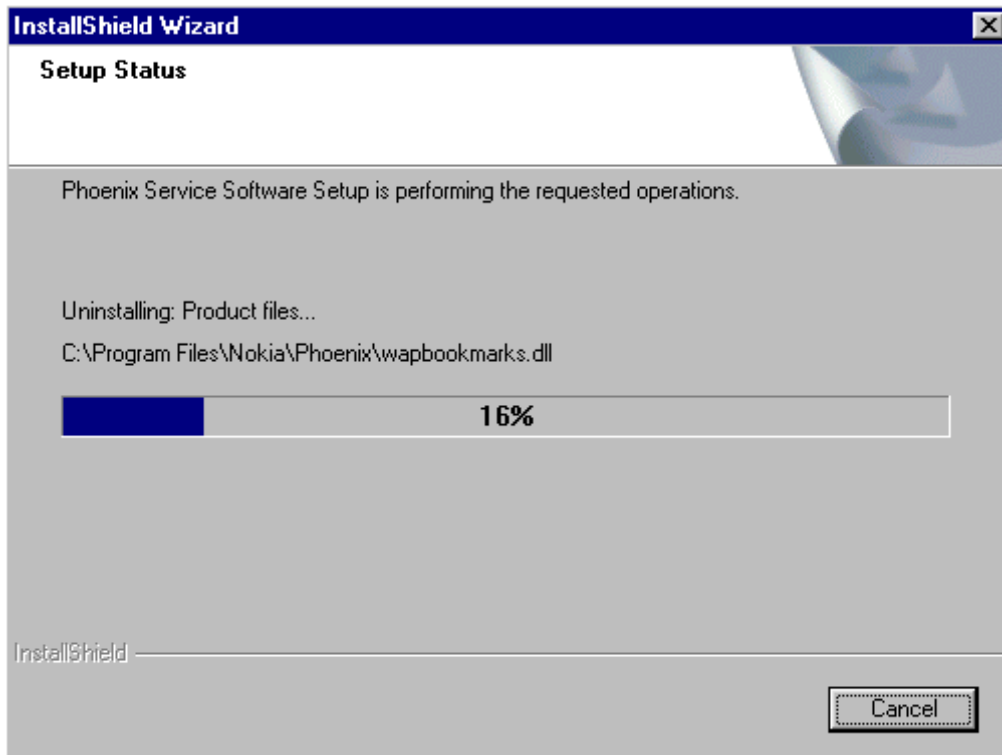 InstallShield Wizard
Setup Status
Phoenix Service Software Setup is performing the requested operations.
Uninstalling: Product files...
C:\Program Files\Nokia\Phoenix\wapbookmarks.dll
16%
InstallShield
Cancel